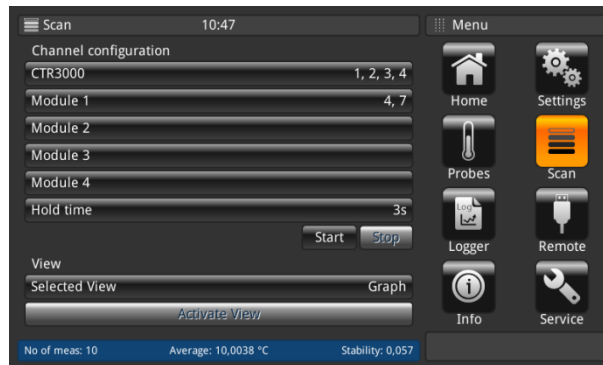 Scan 10:47
Channel configuration
CTR3000 1, 2, 3, 4
Module 1 4, 7
Module 2
Module 3
Module 4
Hold time 3s
Start Stop
View
Selected View Graph
Activate View
No of meas: 10 Average: 10,0038 °C Stability: 0,057
Menu
Home Settings
Probes Scan
Log
Logger Remote
Info Service